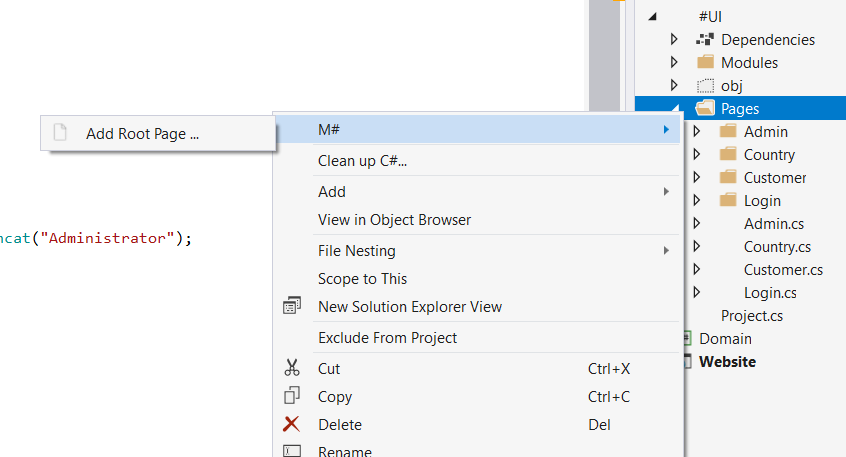 #UI
Dependencies
Modules
obj
Pages
Admin
Country
Customer
Login
Admin.cs
Country.cs
Customer.cs
Login.cs
Project.cs
Domain
Website
Add Root Page ...
M#
Clean up C#...
Add
View in Object Browser
File Nesting
Scope to This
New Solution Explorer View
Exclude From Project
Cut Ctrl+X
Copy Ctrl+C
Delete Del
Rename
ncat("Administrator");